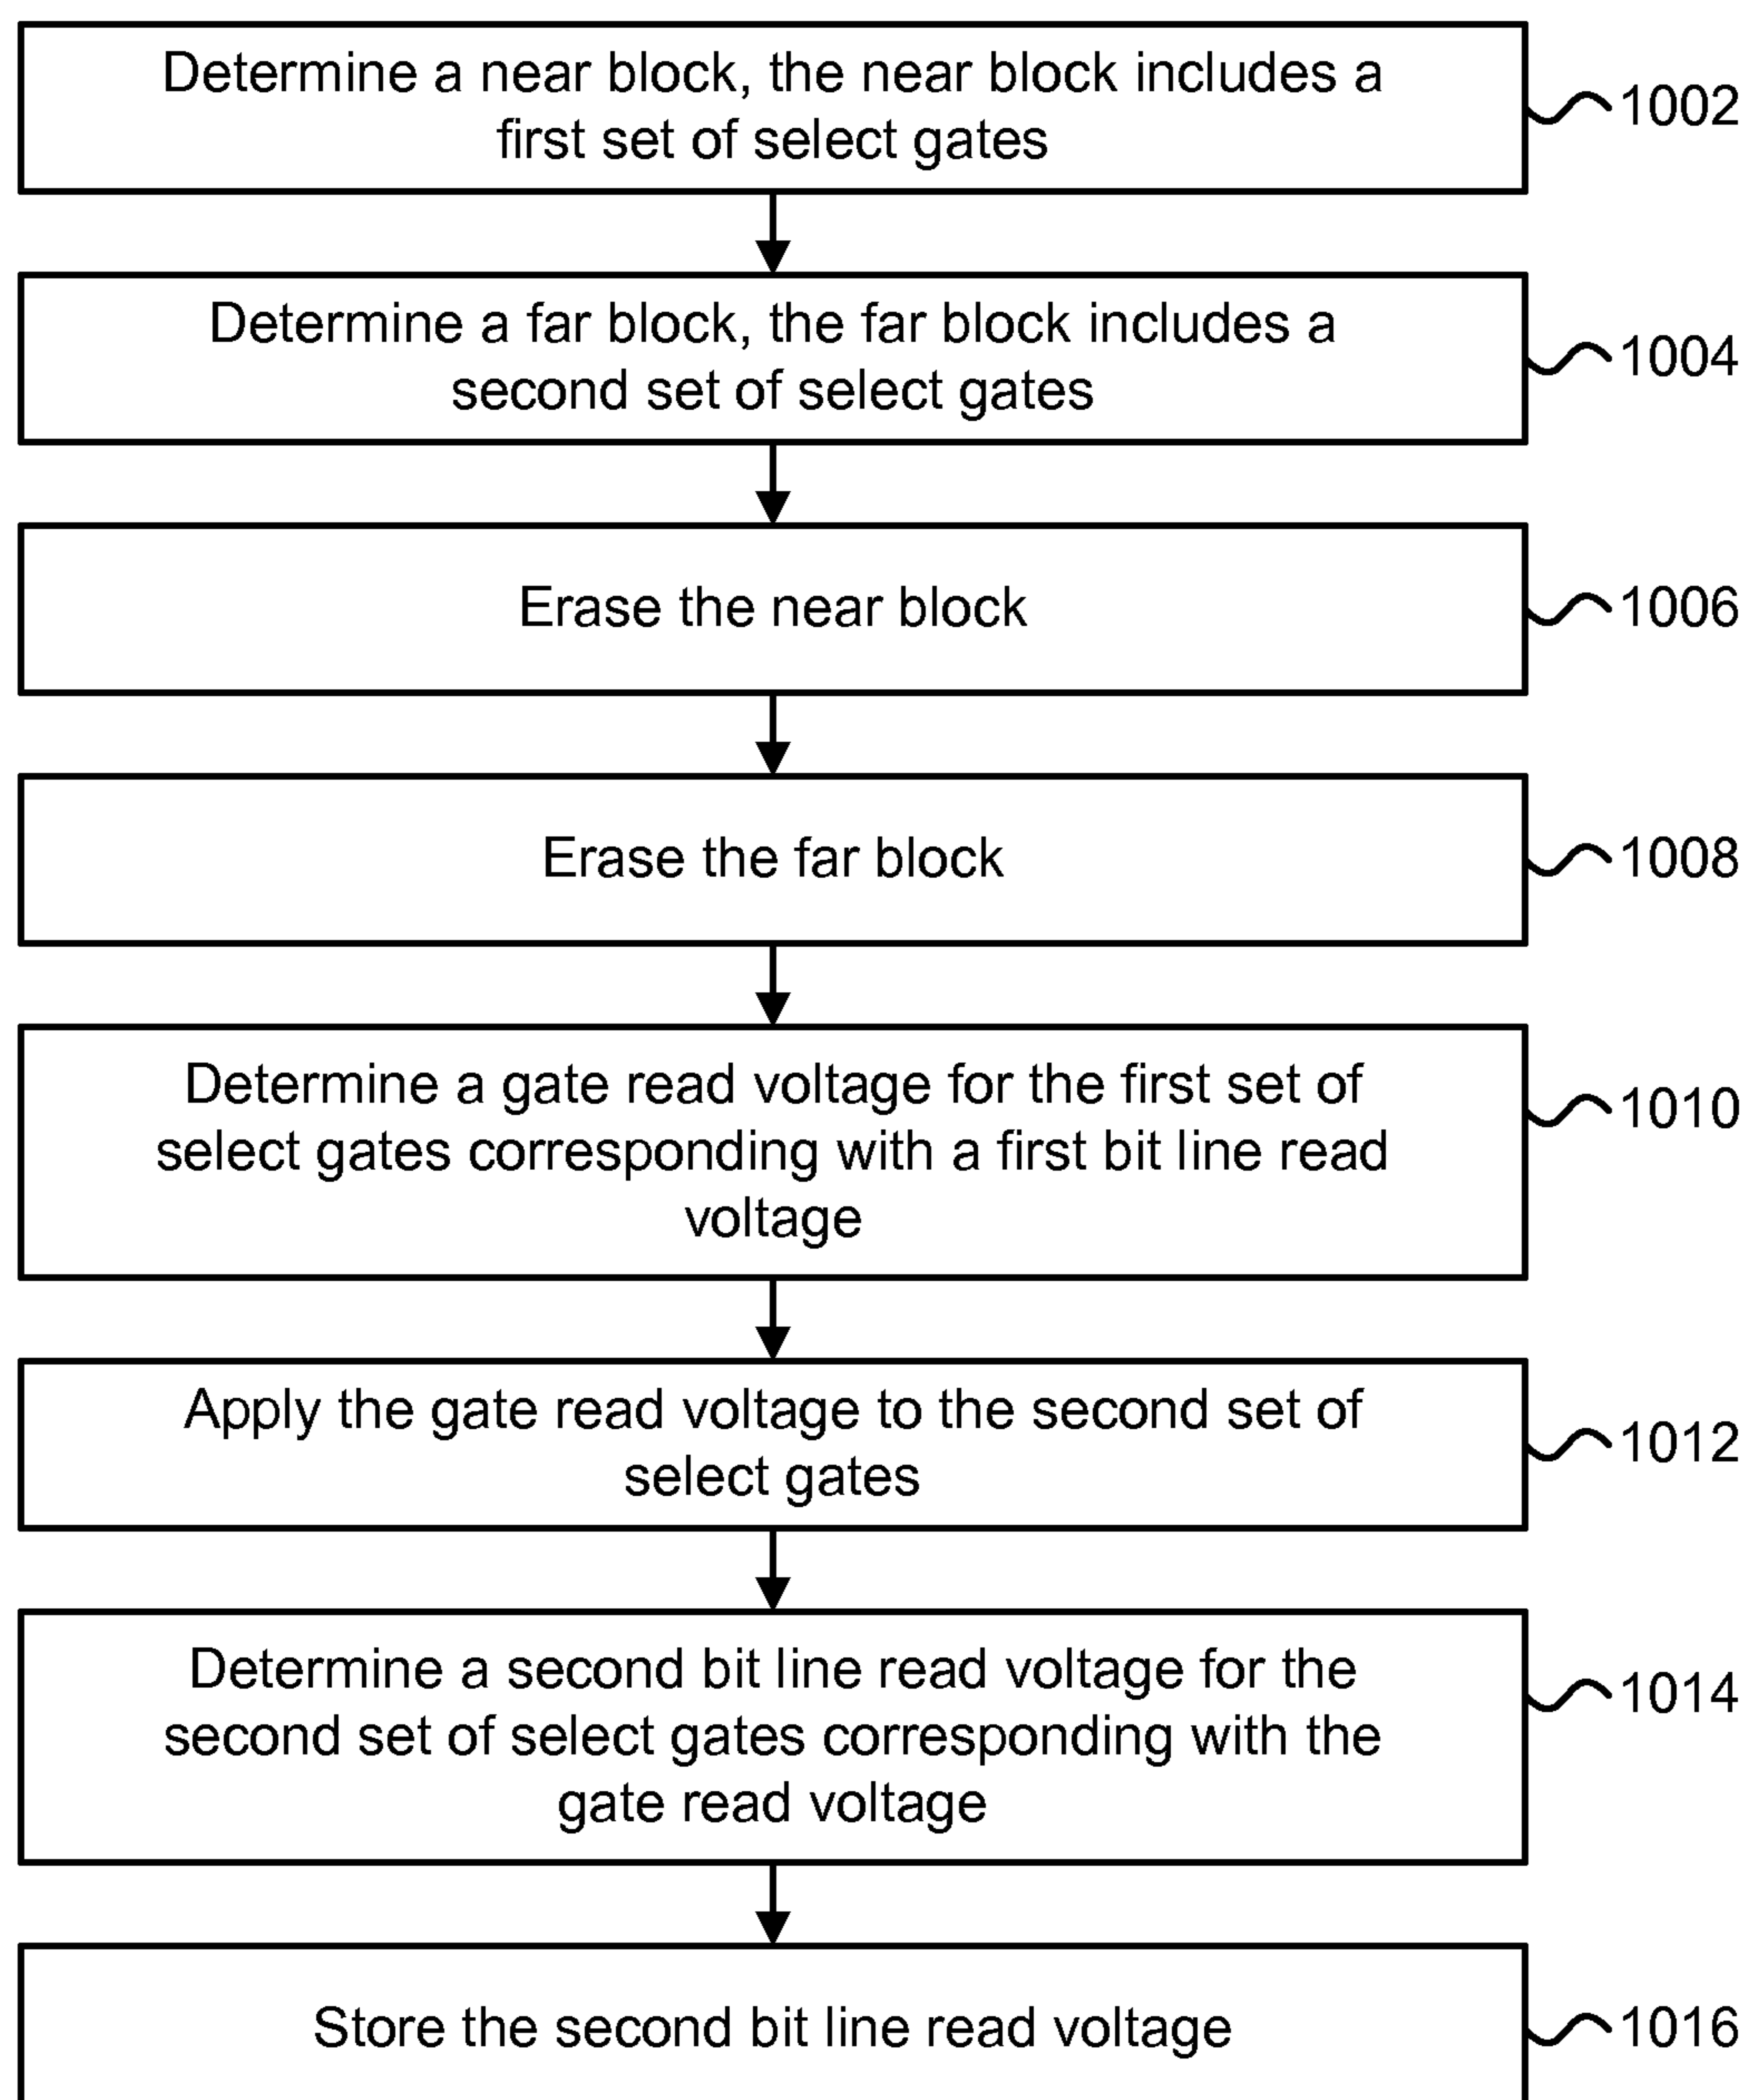 Determine a near block, the near block includes a
first set of select gates
1002
Determine a far block, the far block includes a
second set of select gates
1004
Erase the near block
1006
Erase the far block
1008
Determine a gate read voltage for the first set of
select gates corresponding with a first bit line read
voltage
1010
Apply the gate read voltage to the second set of
select gates
1012
Determine a second bit line read voltage for the
second set of select gates corresponding with the
gate read voltage
1014
Store the second bit line read voltage
1016